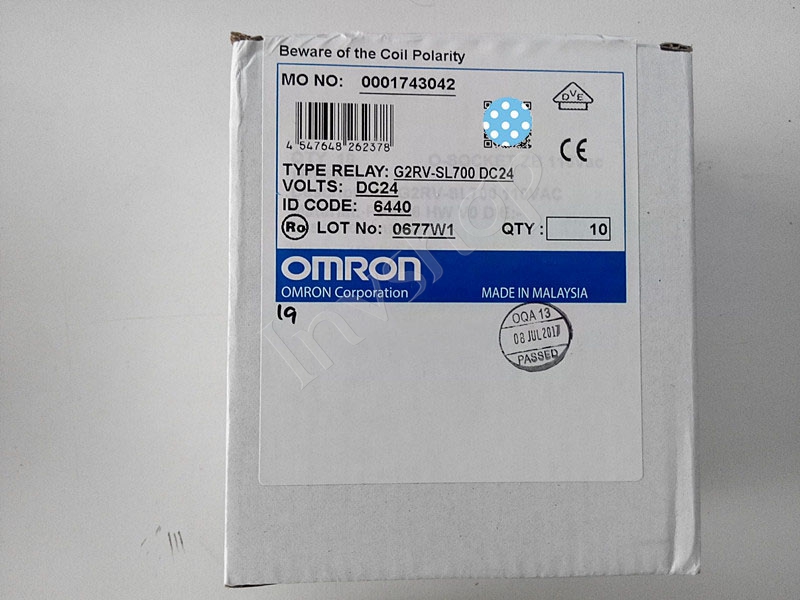 Beware of the Coil Polarity
MO NO: 0001743042
4 547648 262378
DVE
CE
TYPE RELAY: G2RV-SL700 DC24
VOLTS: DC24
ID CODE: 6440
Ro LOT No: 0677W1 QTY : 10
OMRON
OMRON Corporation MADE IN MALAYSIA
19
OQA 13
08 JUL 2017
PASSED
invshop